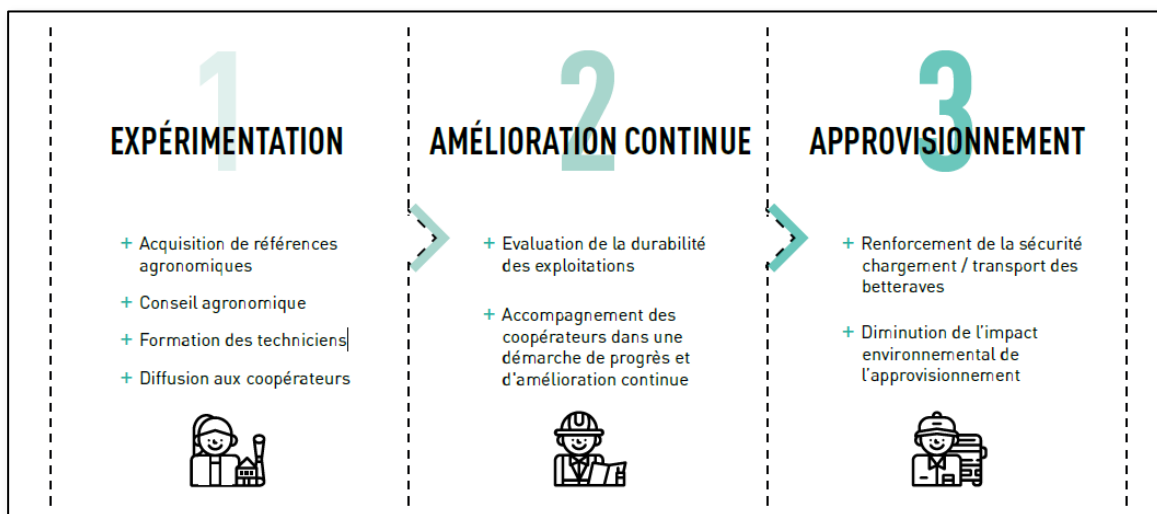 1
EXPÉRIMENTATION
+ Acquisition de références
agronomiques
+ Conseil agronomique
+ Formation des techniciens
+ Diffusion aux coopérateurs
2
AMÉLIORATION CONTINUE
+ Evaluation de la durabilité
des exploitations
+ Accompagnement des
coopérateurs dans une
démarche de progrès et
d'amélioration continue
3
APPROVISIONNEMENT
+ Renforcement de la sécurité
chargement / transport des
betteraves
+ Diminution de l'impact
environnemental de
l'approvisionnement